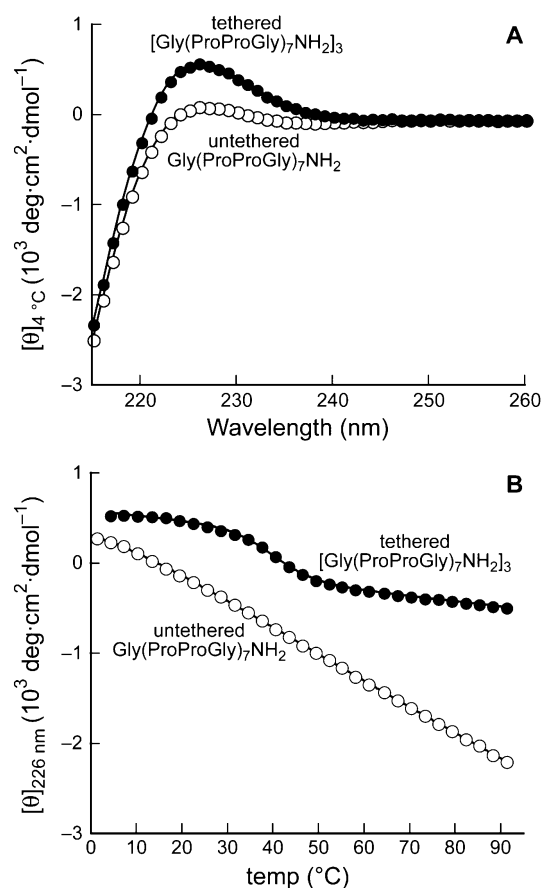 A
tethered
[Gly(ProProGly)7NH2]3
untethered
Gly(ProProGly)7NH2
[θ]4 °C (10³ deg·cm²·dmol⁻¹)
1
0
–1
–2
–3
220 230 240 250 260
Wavelength (nm)
B
tethered
[Gly(ProProGly)7NH2]3
untethered
Gly(ProProGly)7NH2
[θ]226 nm (10³ deg·cm²·dmol⁻¹)
1
0
–1
–2
–3
0 10 20 30 40 50 60 70 80 90
temp (°C)